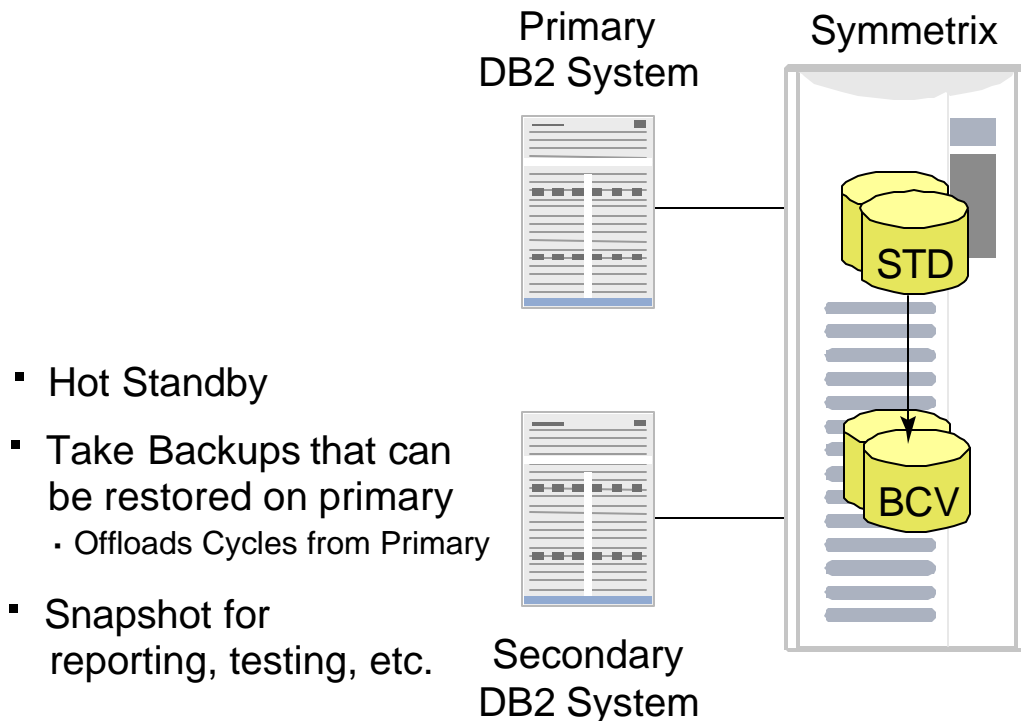 Primary
DB2 System
Symmetrix
STD
BCV
▪ Hot Standby
▪ Take Backups that can
be restored on primary
▪ Offloads Cycles from Primary
▪ Snapshot for
reporting, testing, etc.
Secondary
DB2 System